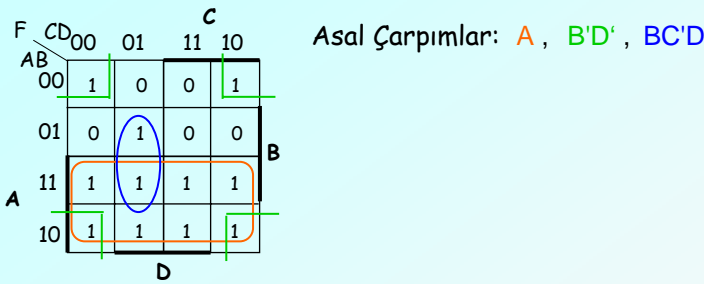 C
F CD 00 01 11 10 Asal Çarpımlar: A , B'D‘ , BC'D
AB
00 1 0 0 1
01 0 1 0 0
B
11 1 1 1 1
A
10 1 1 1 1
D